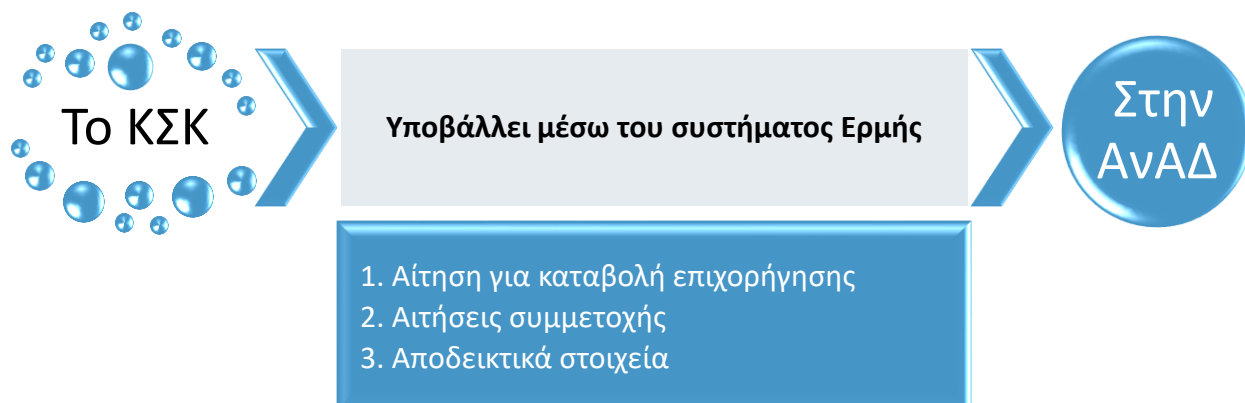 Το ΚΣΚ
Υποβάλλει μέσω του συστήματος Ερμής
Στην
ΑνΑΔ
1. Αίτηση για καταβολή επιχορήγησης
2. Αιτήσεις συμμετοχής
3. Αποδεικτικά στοιχεία